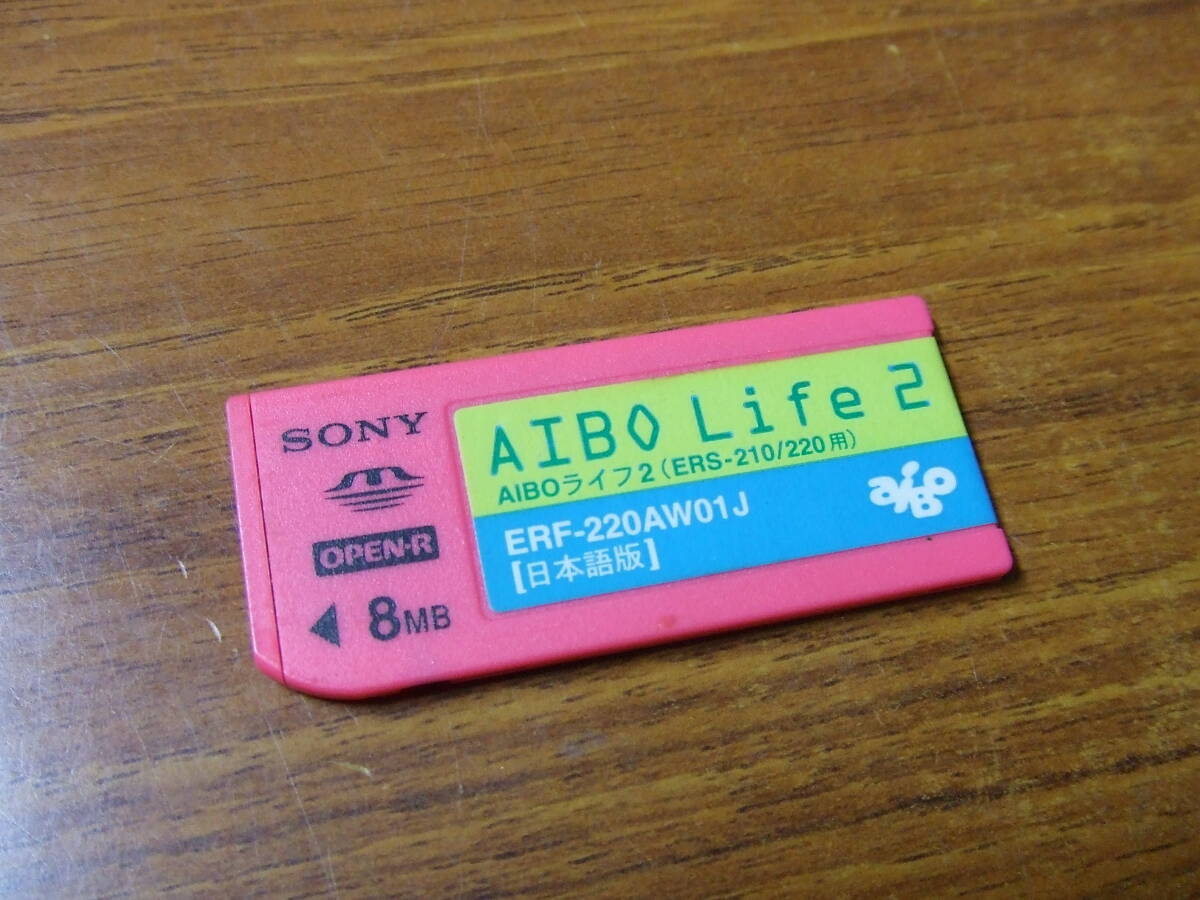 SONY
OPEN-R
8MB
AIBO Life 2
AIBOライフ2(ERS-210/220用)
ERF-220AW01J
[日本語版]
aibo